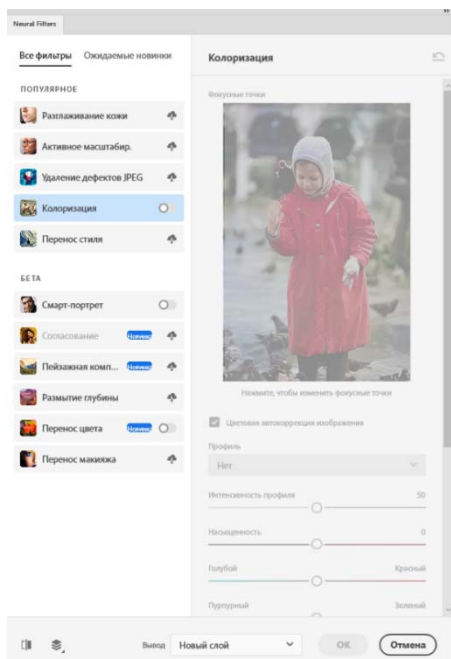 Neural Filters
Все фильтры Ожидаемые новинки
Колоризация
ПОПУЛЯРНОЕ
Фокусные точки
Разглаживание кожи
Активное масштабир.
Удаление дефектов JPEG
Колоризация
Перенос стиля
БЕТА
Смарт-портрет
Согласование Новинка
Пейзажная комп... Новинка
Размытие глубины
Перенос цвета Новинка
Перенос макияжа
Нажмите, чтобы изменить фокусные точки
Цветовая автокоррекция изображения
Профиль
Нет
Интенсивность профиля 50
Насыщенность 0
Голубой Красный
Пурпурный Зеленый
Вывод Новый слой ОК Отмена